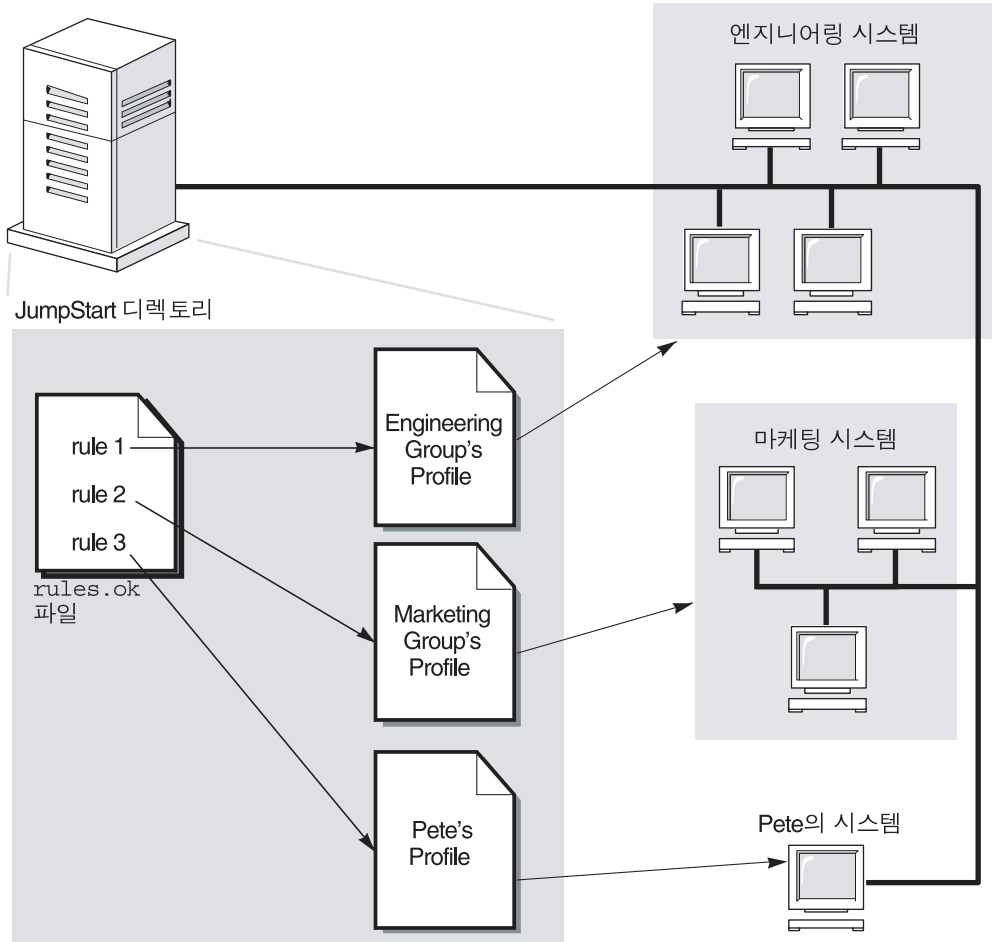 엔지니어링 시스템
JumpStart 디렉토리
rule 1
rule 2
rule 3
rules.ok
파일
Engineering
Group's
Profile
Marketing
Group's
Profile
Pete's
Profile
마케팅 시스템
Pete의 시스템